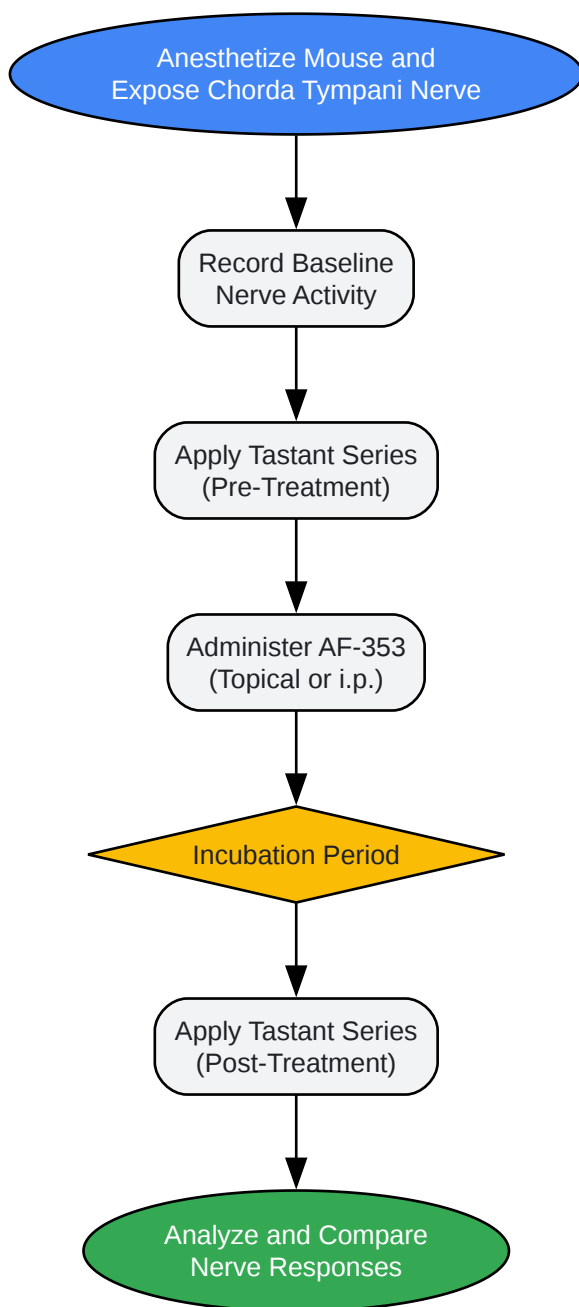 Anesthetize Mouse and
Expose Chorda Tympani Nerve
Record Baseline
Nerve Activity
Apply Tastant Series
(Pre-Treatment)
Administer AF-353
(Topical or i.p.)
Incubation Period
Apply Tastant Series
(Post-Treatment)
Analyze and Compare
Nerve Responses